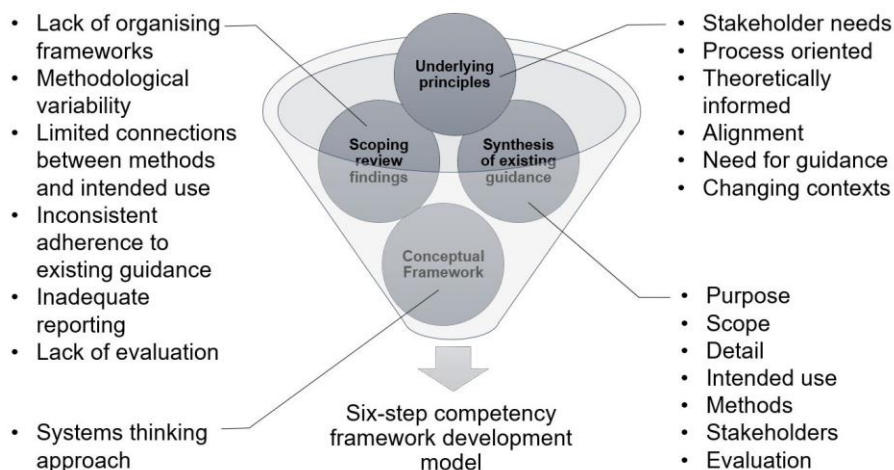 • Lack of organising
frameworks
• Methodological
variability
• Limited connections
between methods
and intended use
• Inconsistent
adherence to
existing guidance
• Inadequate
reporting
• Lack of evaluation
• Systems thinking
approach
Underlying
principles
Scoping
review
findings
Synthesis
of existing
guidance
Conceptual
Framework
Six-step competency
framework development
model
• Stakeholder needs
• Process oriented
• Theoretically
informed
• Alignment
• Need for guidance
• Changing contexts
• Purpose
• Scope
• Detail
• Intended use
• Methods
• Stakeholders
• Evaluation